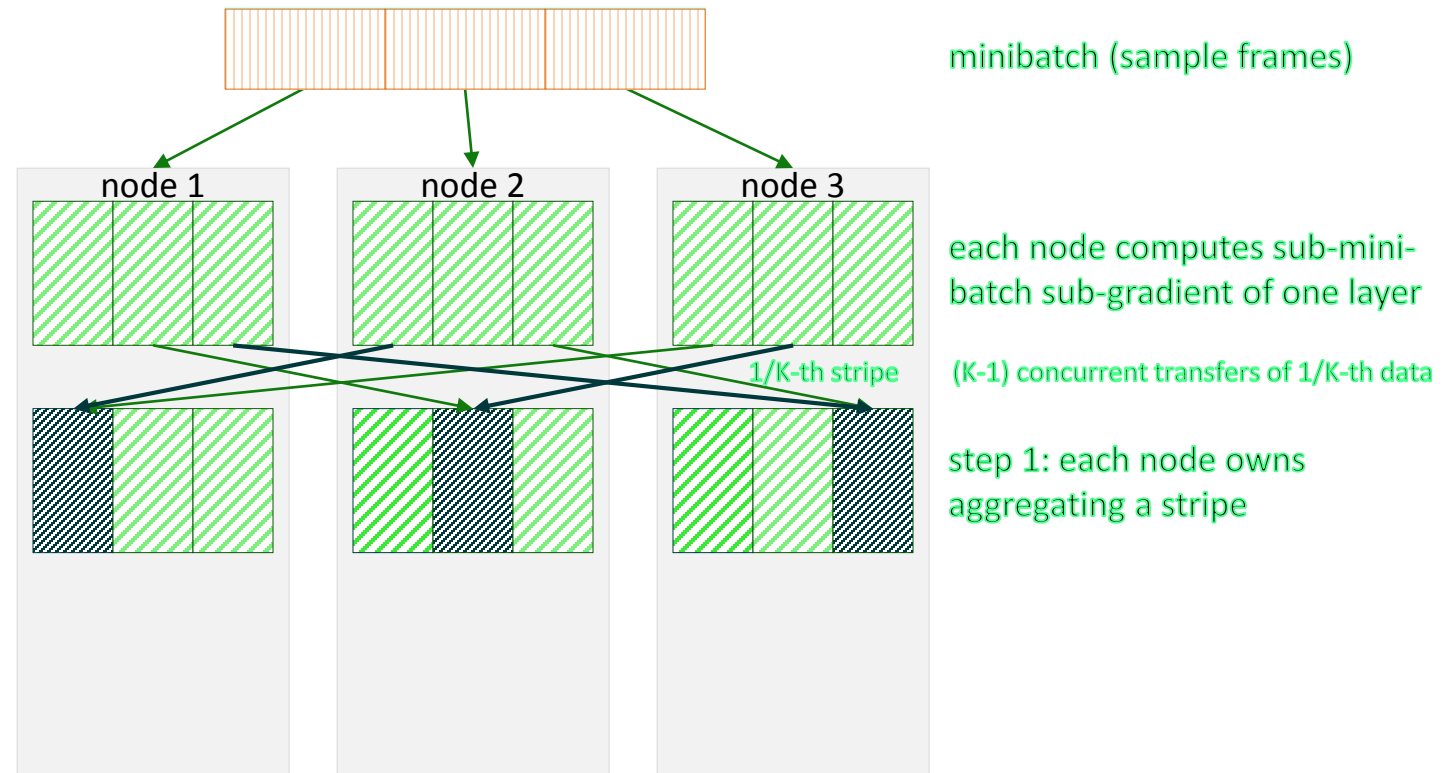 minibatch (sample frames)
node 1
node 2
node 3
each node computes sub-mini-
batch sub-gradient of one layer
1/K-th stripe
(K-1) concurrent transfers of 1/K-th data
step 1: each node owns
aggregating a stripe